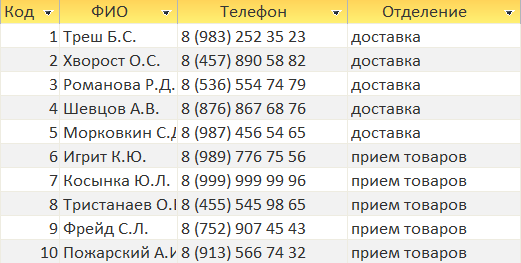 Код ФИО Телефон Отделение
1 Треш Б.С. 8 (983) 252 35 23 доставка
2 Хворост О.С. 8 (457) 890 58 82 доставка
3 Романова Р.Д. 8 (536) 554 74 79 доставка
4 Шевцов А.В. 8 (876) 867 68 76 доставка
5 Морковкин С.Д 8 (987) 456 54 65 доставка
6 Игрит К.Ю. 8 (989) 776 75 56 прием товаров
7 Косынка Ю.Л. 8 (999) 999 99 96 прием товаров
8 Тристанаев О.І 8 (455) 545 98 65 прием товаров
9 Фрейд С.Л. 8 (752) 907 45 43 прием товаров
10 Пожарский А.И 8 (913) 566 74 32 прием товаров